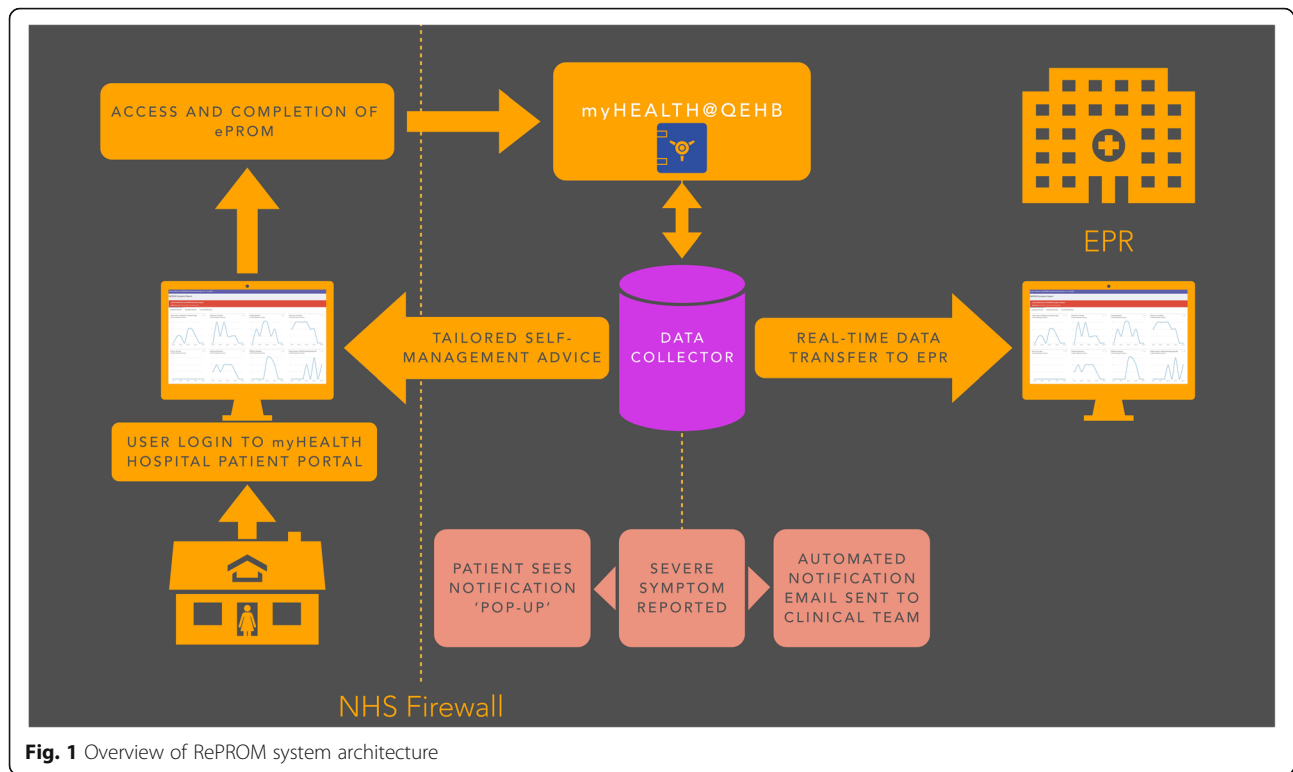 ACCESS AND COMPLETION OF
ePROM
myHEALTH@QEHB
EPR
TAILORED SELF-
MANAGEMENT ADVICE
DATA
COLLECTOR
REAL-TIME DATA
TRANSFER TO EPR
USER LOGIN TO myHEALTH
HOSPITAL PATIENT PORTAL
PATIENT SEES
NOTIFICATION
'POP-UP'
SEVERE
SYMPTOM
REPORTED
AUTOMATED
NOTIFICATION
EMAIL SENT TO
CLINICAL TEAM
NHS Firewall
Fig. 1 Overview of RePROM system architecture